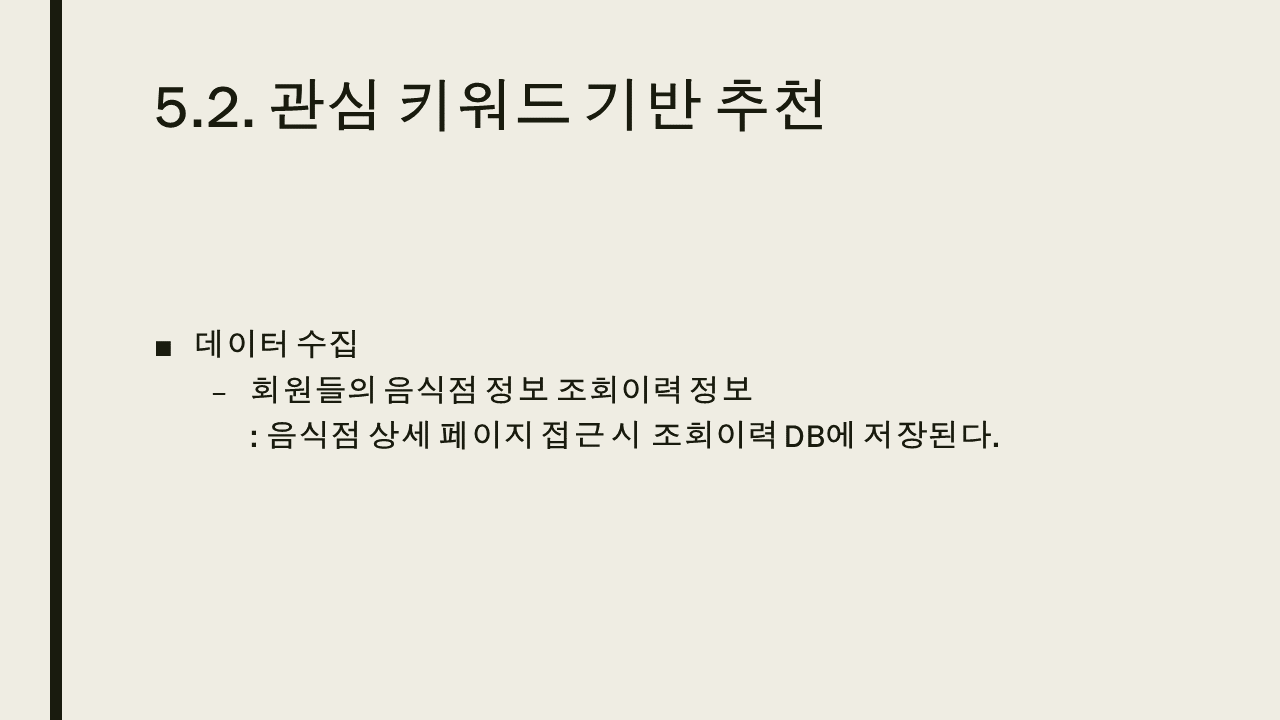 5.2. 관심 키워드 기반 추천
■ 데이터 수집
– 회원들의 음식점 정보 조회이력 정보
: 음식점 상세 페이지 접근 시 조회이력 DB에 저장된다.